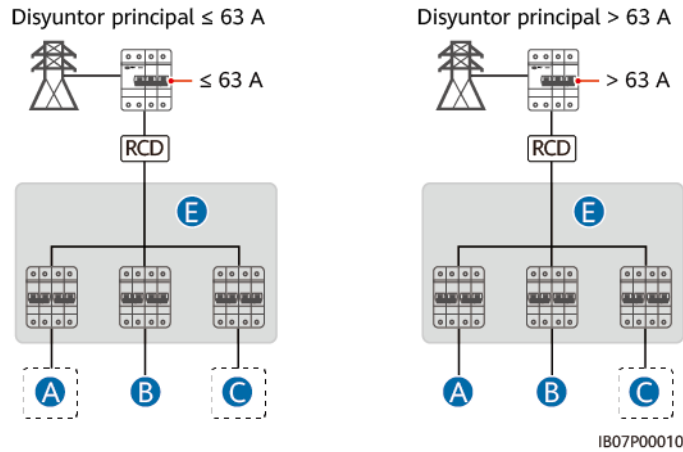 Disyuntor principal ≤ 63 A
≤ 63 A
RCD
E
A
B
C
Disyuntor principal > 63 A
> 63 A
RCD
E
A
B
C
IB07P00010